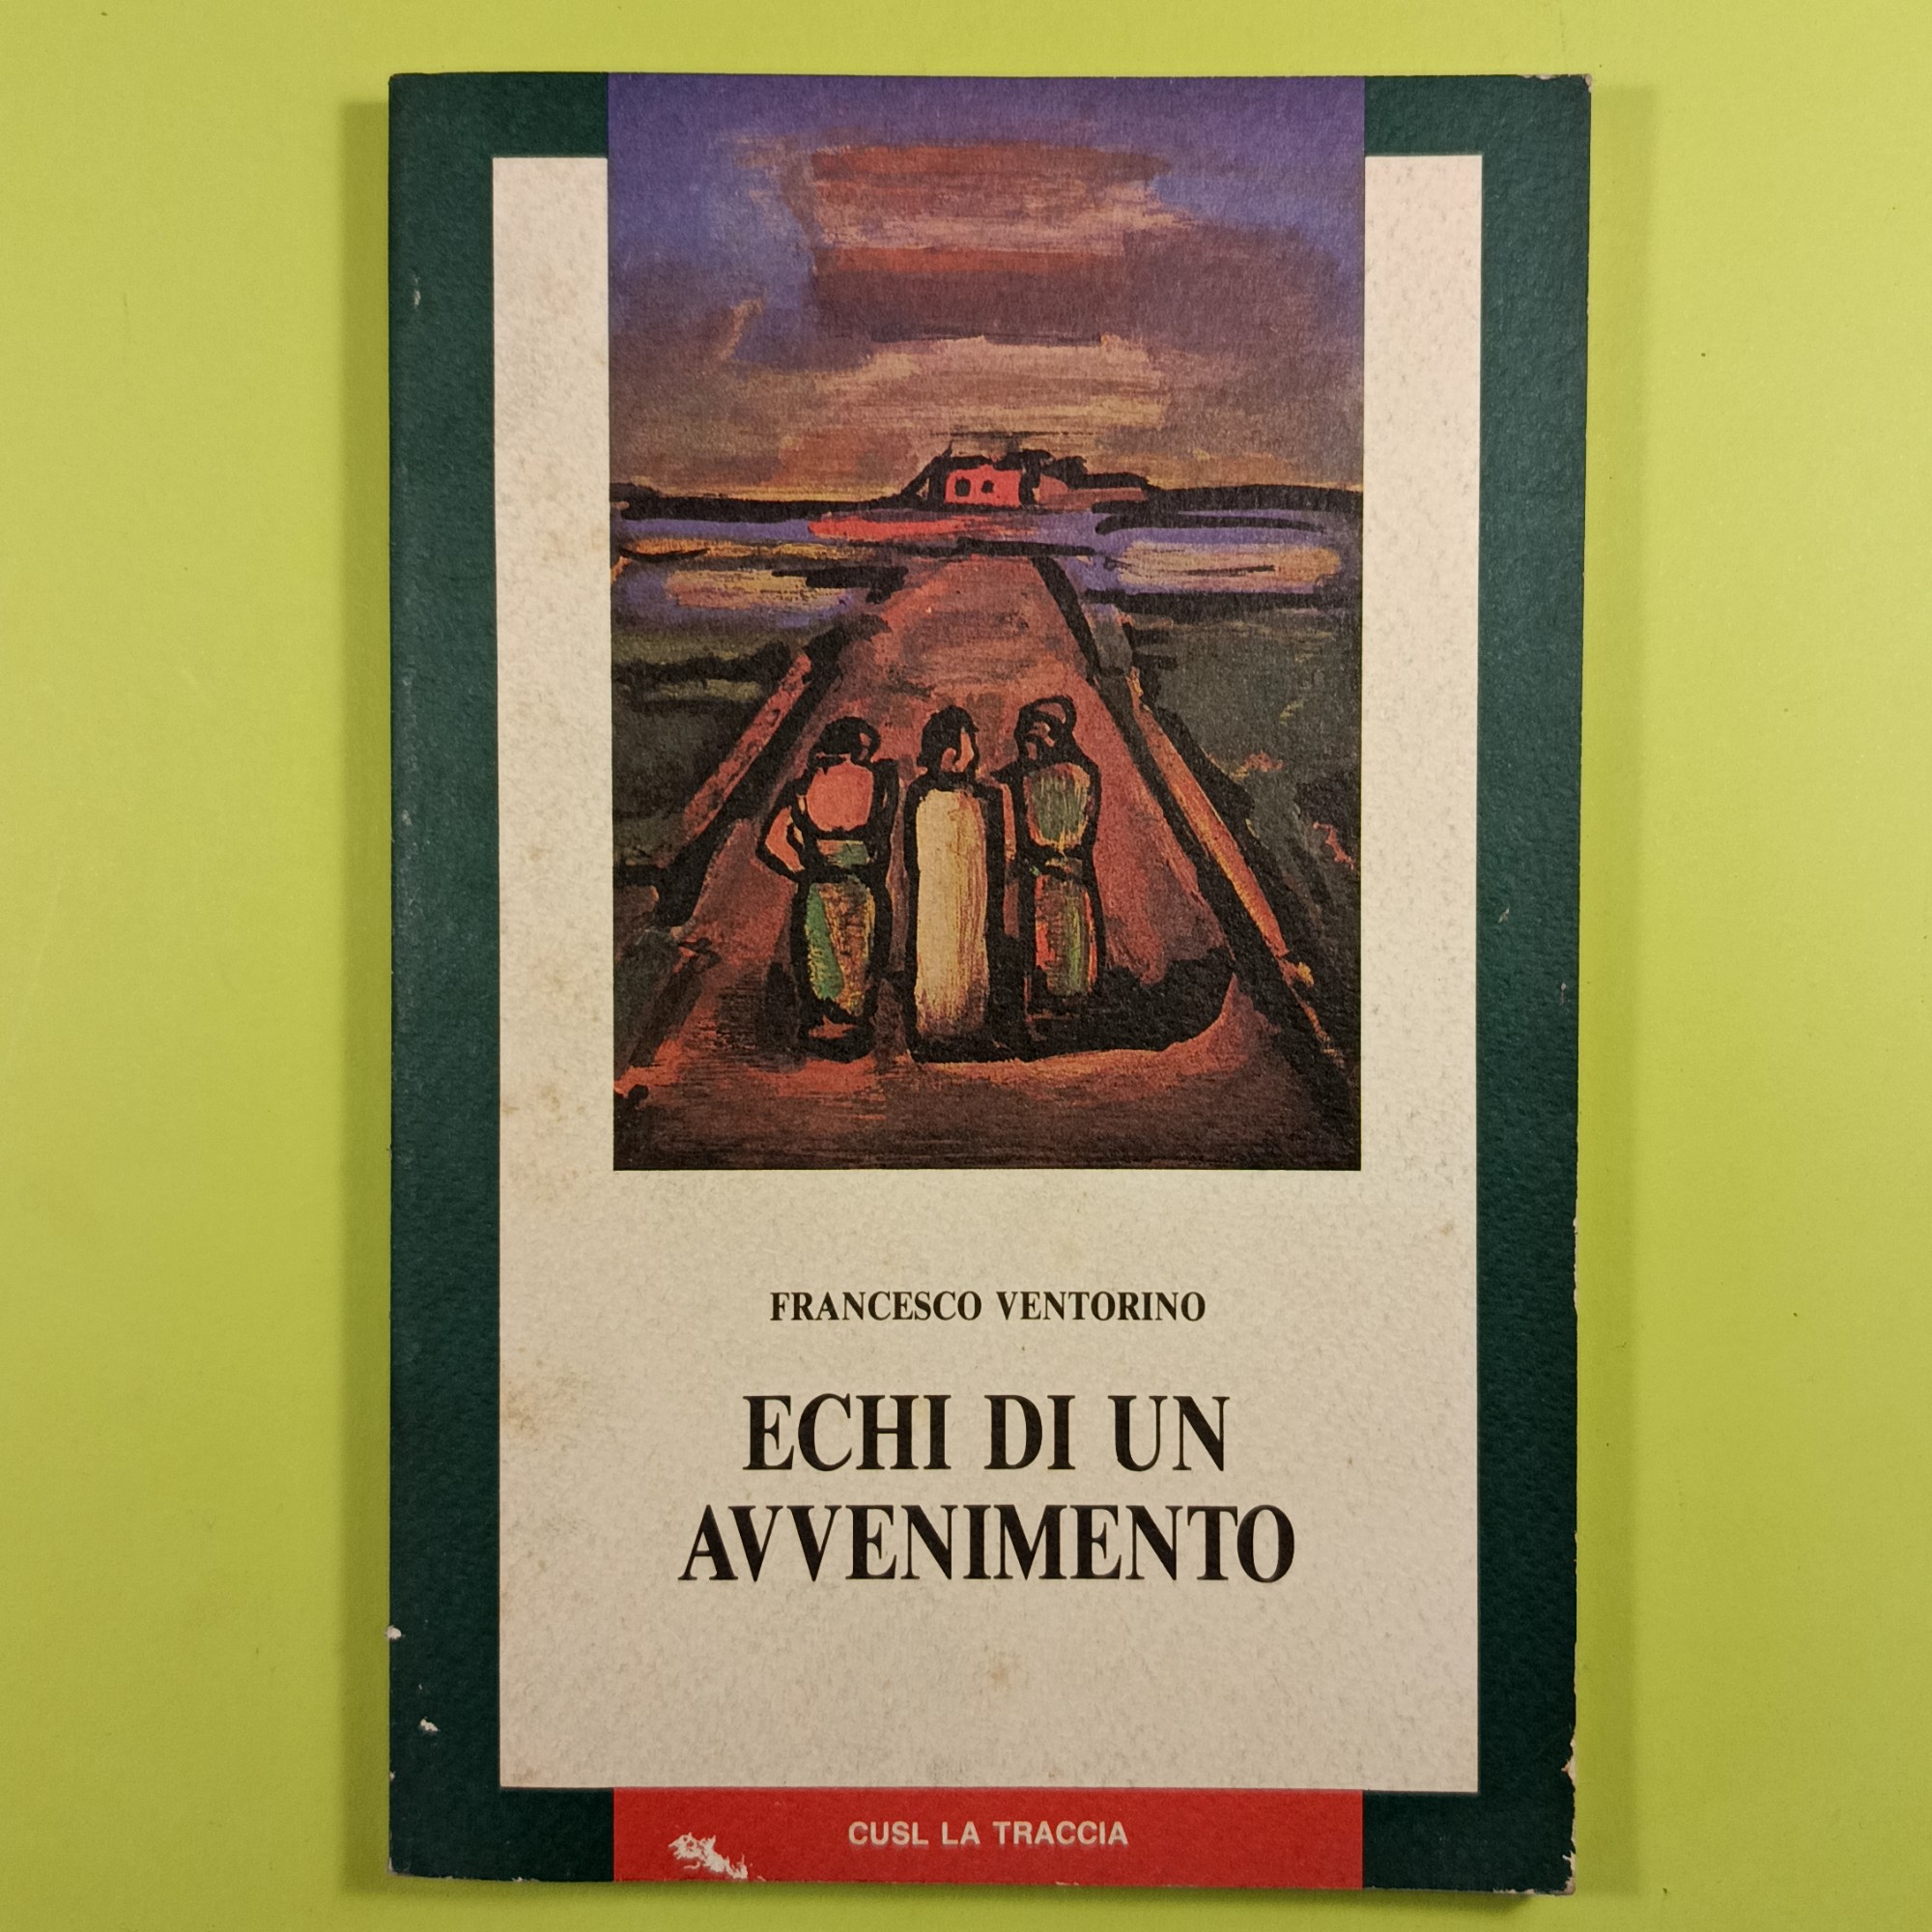 FRANCESCO VENTORINO
ECHI DI UN
AVVENIMENTO
CUSL LA TRACCIA